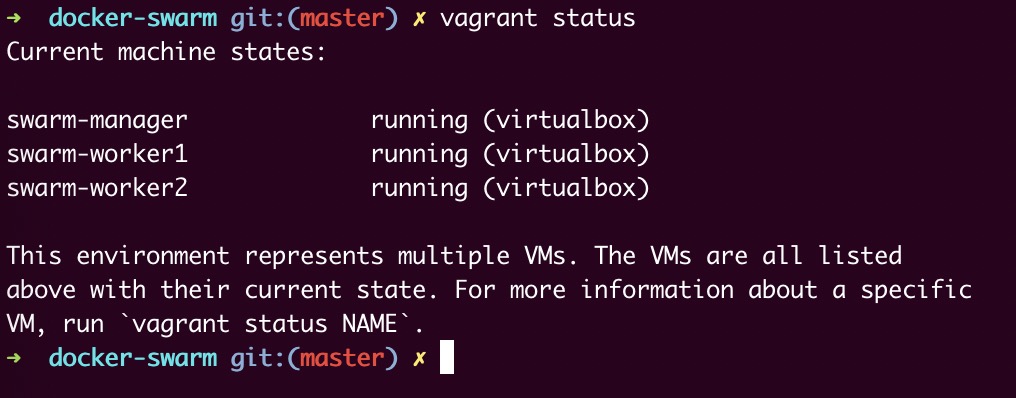 ➜  docker-swarm git:(master) ✗ vagrant status
Current machine states:

swarm-manager             running (virtualbox)
swarm-worker1             running (virtualbox)
swarm-worker2             running (virtualbox)

This environment represents multiple VMs. The VMs are all listed
above with their current state. For more information about a specific
VM, run `vagrant status NAME`.
➜  docker-swarm git:(master) ✗